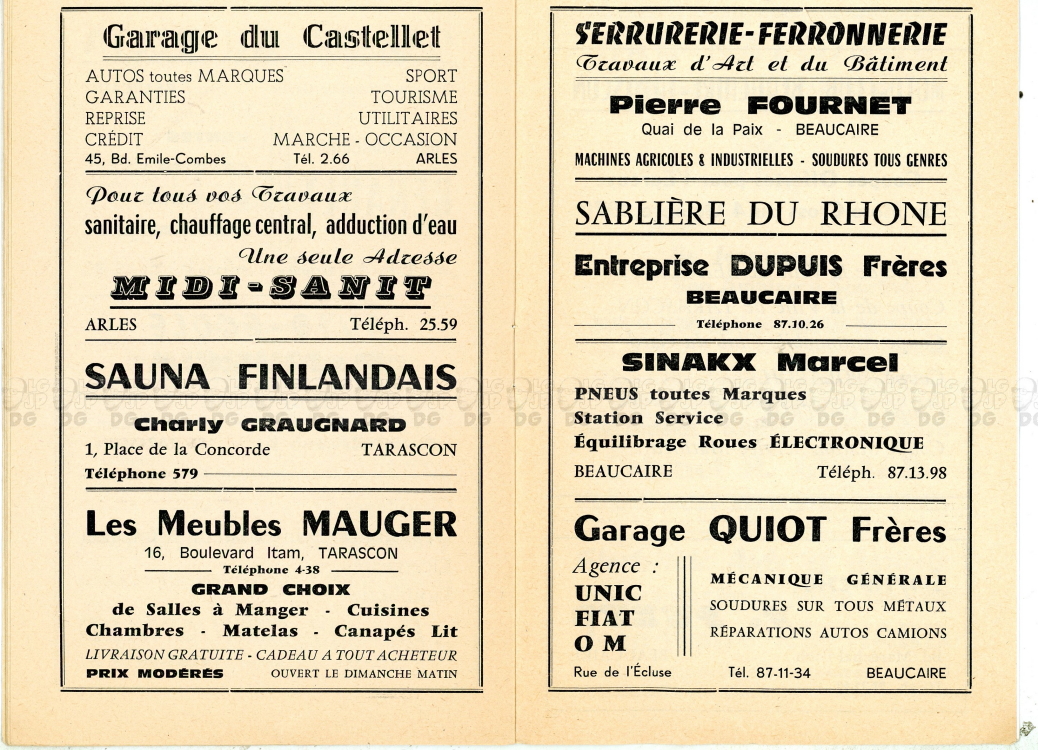 Garage du Castellet
AUTOS toutes MARQUES SPORT
GARANTIES TOURISME
REPRISE UTILITAIRES
CRÉDIT MARCHE - OCCASION
45, Bd. Emile-Combes Tél. 2.66 ARLES
Pour tous vos Travaux
sanitaire, chauffage central, adduction d'eau
Une seule Adresse
MIDI-SANIT
ARLES Téléph. 25.59
SAUNA FINLANDAIS
Charly GRAUGNARD
1, Place de la Concorde TARASCON
Téléphone 579
Les Meubles MAUGER
16, Boulevard Itam, TARASCON
Téléphone 4-38
GRAND CHOIX
de Salles à Manger - Cuisines
Chambres - Matelas - Canapés Lit
LIVRAISON GRATUITE - CADEAU A TOUT ACHETEUR
PRIX MODÉRÉS OUVERT LE DIMANCHE MATIN
SERRURERIE-FERRONNERIE
Travaux d'Art et du Bâtiment
Pierre FOURNET
Quai de la Paix - BEAUCAIRE
MACHINES AGRICOLES & INDUSTRIELLES - SOUDURES TOUS GENRES
SABLIÈRE DU RHONE
Entreprise DUPUIS Frères
BEAUCAIRE
Téléphone 87.10.26
SINAKX Marcel
PNEUS toutes Marques
Station Service
Équilibrage Roues ÉLECTRONIQUE
BEAUCAIRE Téléph. 87.13.98
Garage QUIOT Frères
Agence :
UNIC
FIAT
O M
MÉCANIQUE GÉNÉRALE
SOUDURES SUR TOUS MÉTAUX
RÉPARATIONS AUTOS CAMIONS
Rue de l'Écluse Tél. 87-11-34 BEAUCAIRE